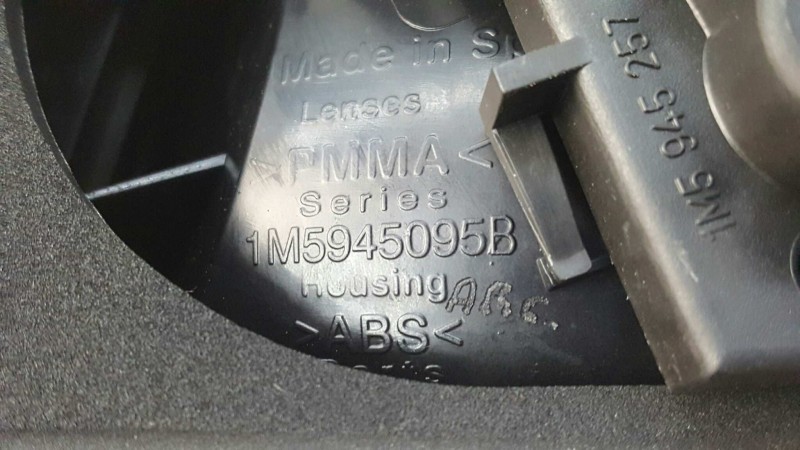 Made in Sp
Lenses
>PMMA<
Series
1M5945095B
Housing
>ABS<
1M5 945 257